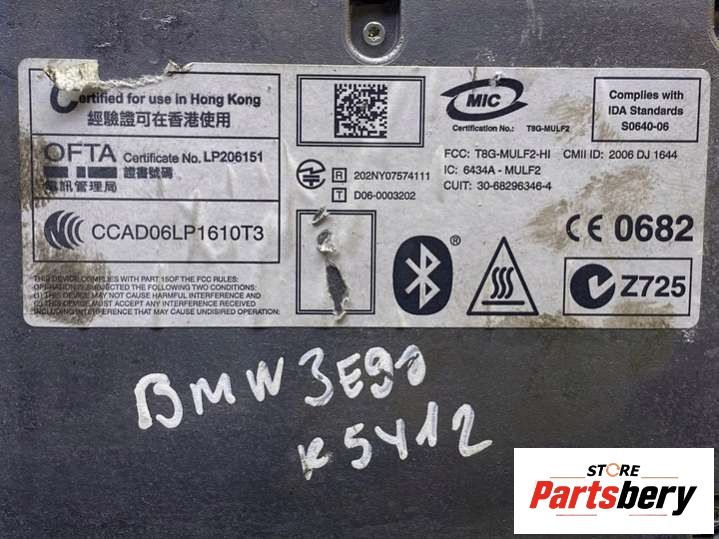 Certified for use in Hong Kong
經驗證可在香港使用
OFTA Certificate No. LP206151
電訊管理局 證書號碼
CCAD06LP1610T3
THIS DEVICE COMPLIES WITH PART 15OF THE FCC RULES:
OPERATION IS SUBJECTED THE FOLLOWING TWO CONDITIONS:
(1) THIS DEVICE MAY NOT CAUSE HARMFUL INTERFERENCE AND
(2) THIS DEVICE MUST ACCEPT ANY INTERFERENCE RECEIVED
INCLUDING INTERFERENCE THAT MAY CAUSE UNDISIRED OPERATION.
R 202NY07574111
T D06-0003202
MIC
Certification No.: T8G-MULF2
FCC: T8G-MULF2-HI CMII ID: 2006 DJ 1644
IC: 6434A - MULF2
CUIT: 30-68296346-4
Complies with
IDA Standards
S0640-06
CE 0682
Z725
BMW 3E90
K5Y12
STORE
Partsbery